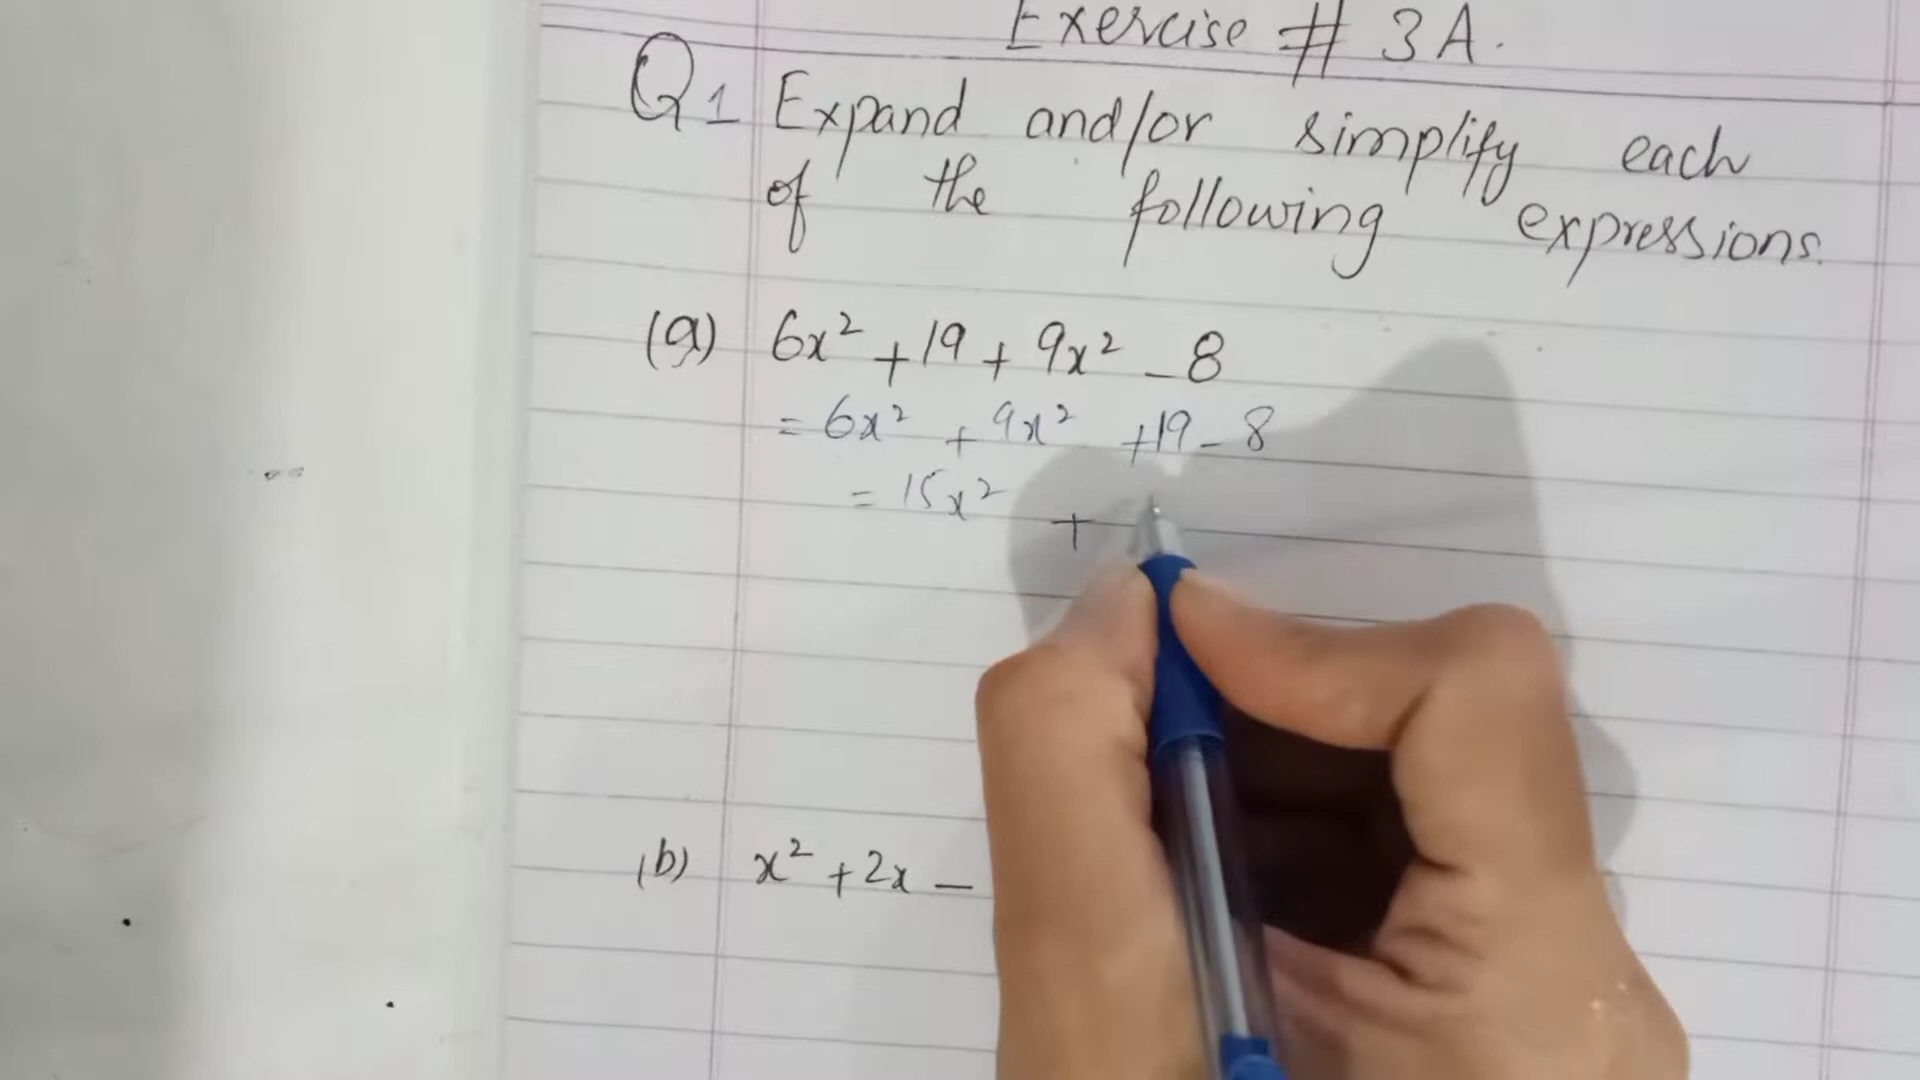 Exercise # 3A.
Q1 Expand and/or simplify each
of the following expressions.
(a) 6x² + 19 + 9x² - 8
= 6x² + 9x² + 19 - 8
= 15x² +
(b) x² + 2x -